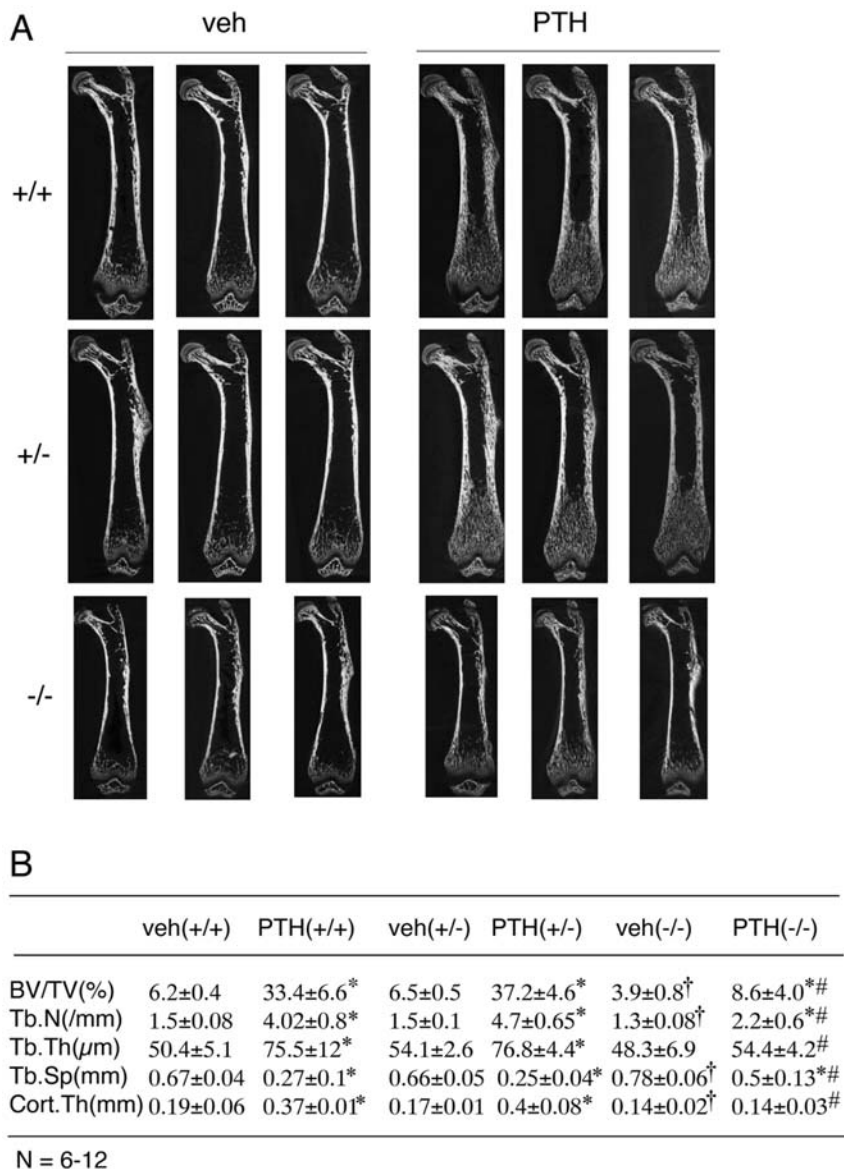 A
veh PTH
+/+
+/-
-/-
B
veh(+/+) PTH(+/+) veh(+/-) PTH(+/-) veh(-/-) PTH(-/-)
BV/TV(%) 6.2±0.4 33.4±6.6* 6.5±0.5 37.2±4.6* 3.9±0.8† 8.6±4.0*#
Tb.N(/mm) 1.5±0.08 4.02±0.8* 1.5±0.1 4.7±0.65* 1.3±0.08† 2.2±0.6*#
Tb.Th(µm) 50.4±5.1 75.5±12* 54.1±2.6 76.8±4.4* 48.3±6.9 54.4±4.2#
Tb.Sp(mm) 0.67±0.04 0.27±0.1* 0.66±0.05 0.25±0.04* 0.78±0.06† 0.5±0.13*#
Cort.Th(mm) 0.19±0.06 0.37±0.01* 0.17±0.01 0.4±0.08* 0.14±0.02† 0.14±0.03#
N = 6-12